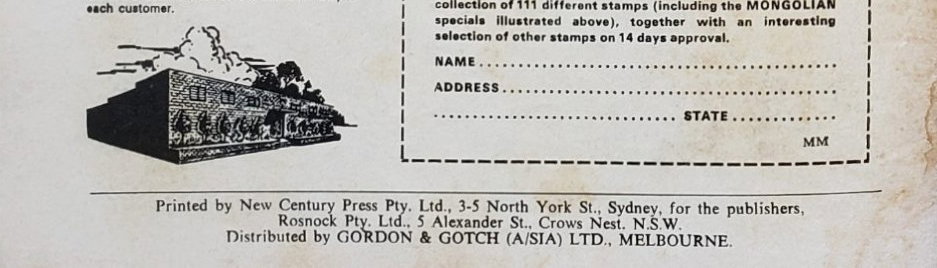 each customer.
collection of 111 different stamps (including the MONGOLIAN
specials illustrated above), together with an interesting
selection of other stamps on 14 days approval.
NAME
ADDRESS
STATE
MM
Printed by New Century Press Pty. Ltd., 3-5 North York St., Sydney, for the publishers,
Rosnock Pty. Ltd., 5 Alexander St., Crows Nest. N.S.W.
Distributed by GORDON & GOTCH (A/SIA) LTD., MELBOURNE.